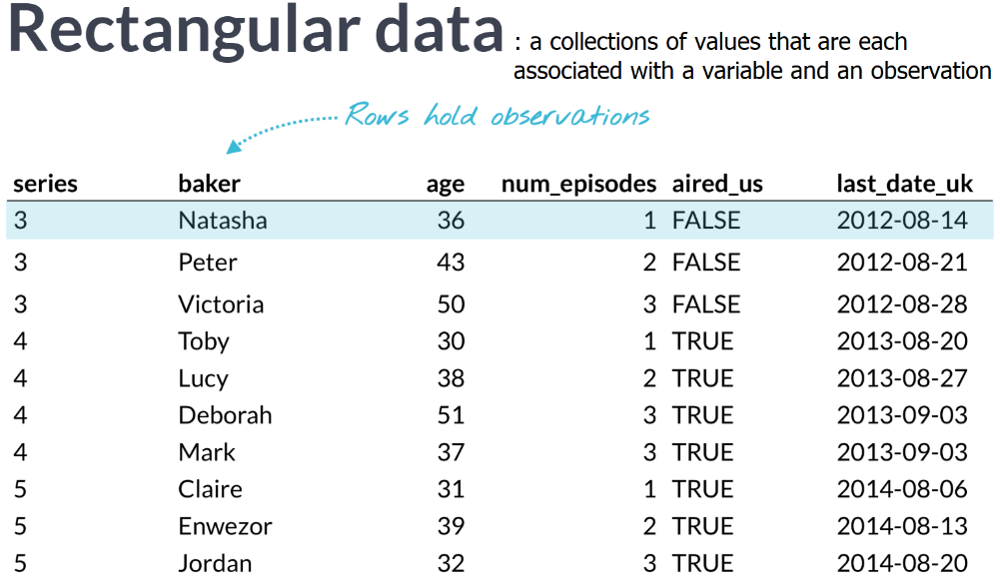 Rectangular data
: a collections of values that are each
associated with a variable and an observation
Rows hold observations
series baker age num_episodes aired_us last_date_uk
3 Natasha 36 1 FALSE 2012-08-14
3 Peter 43 2 FALSE 2012-08-21
3 Victoria 50 3 FALSE 2012-08-28
4 Toby 30 1 TRUE 2013-08-20
4 Lucy 38 2 TRUE 2013-08-27
4 Deborah 51 3 TRUE 2013-09-03
4 Mark 37 3 TRUE 2013-09-03
5 Claire 31 1 TRUE 2014-08-06
5 Enwezor 39 2 TRUE 2014-08-13
5 Jordan 32 3 TRUE 2014-08-20